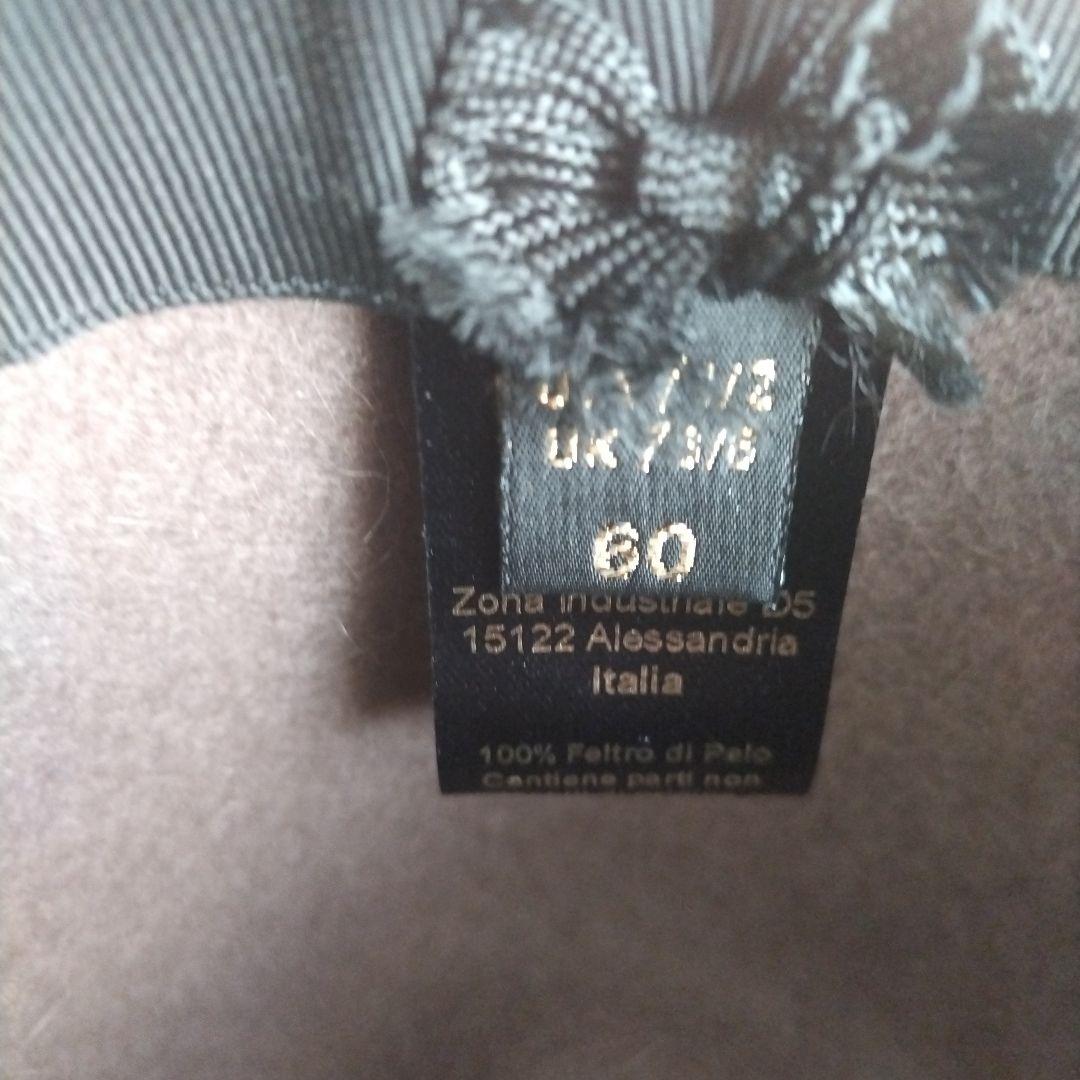 UK 7 3/8
60
Zona Industriale D5
15122 Alessandria
Italia
100% Feltro di Pelo
Contiene parti non